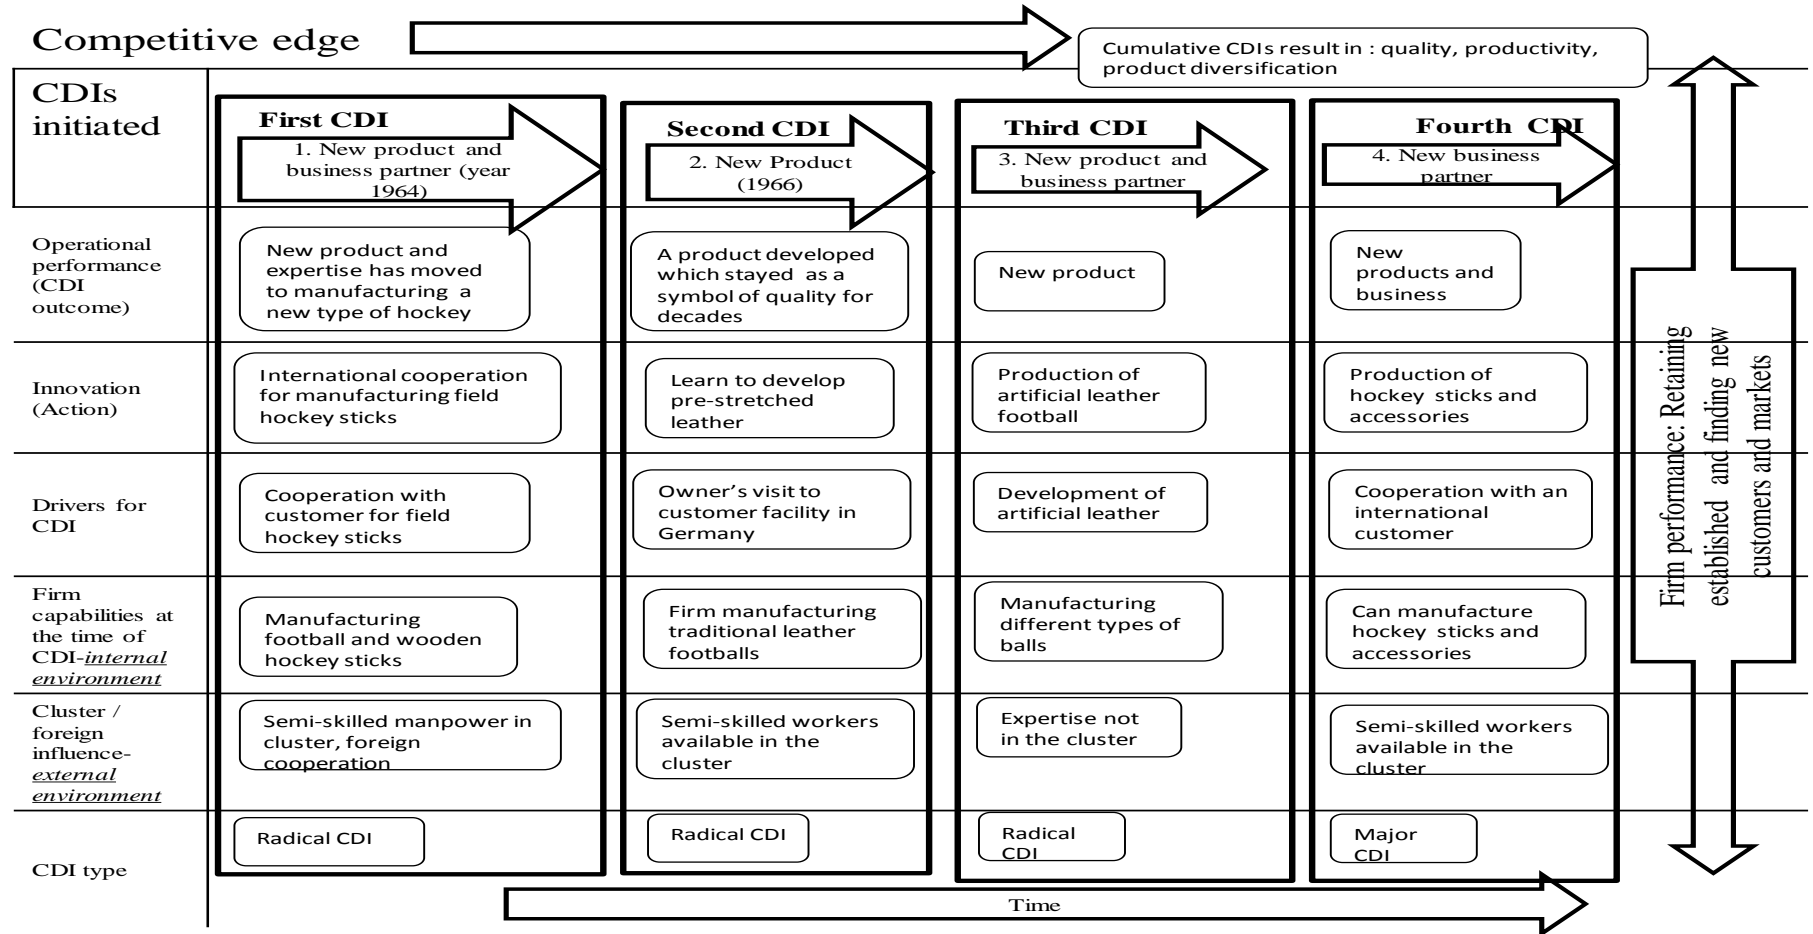 Competitive edge
Cumulative CDIs result in : quality, productivity,
product diversification
CDIs
initiated
First CDI
1. New product and
business partner (year
1964)
Second CDI
2. New Product
(1966)
Third CDI
3. New product and
business partner
Fourth CDI
4. New business
partner
Operational
performance
(CDI
outcome)
New product and
expertise has moved
to manufacturing a
new type of hockey
A product developed
which stayed as a
symbol of quality for
decades
New product
New
products and
business
Innovation
(Action)
International cooperation
for manufacturing field
hockey sticks
Learn to develop
pre-stretched
leather
Production of
artificial leather
football
Production of
hockey sticks and
accessories
Drivers for
CDI
Cooperation with
customer for field
hockey sticks
Owner's visit to
customer facility in
Germany
Development of
artificial leather
Cooperation with an
international
customer
Firm
capabilities at
the time of
CDI-internal
environment
Manufacturing
football and wooden
hockey sticks
Firm manufacturing
traditional leather
footballs
Manufacturing
different types of
balls
Can manufacture
hockey sticks and
accessories
Cluster /
foreign
influence-
external
environment
Semi-skilled manpower in
cluster, foreign
cooperation
Semi-skilled workers
available in the
cluster
Expertise not
in the cluster
Semi-skilled workers
available in the
cluster
CDI type
Radical CDI
Radical CDI
Radical
CDI
Major
CDI
Time
Firm performance: Retaining
established and finding new
customers and markets